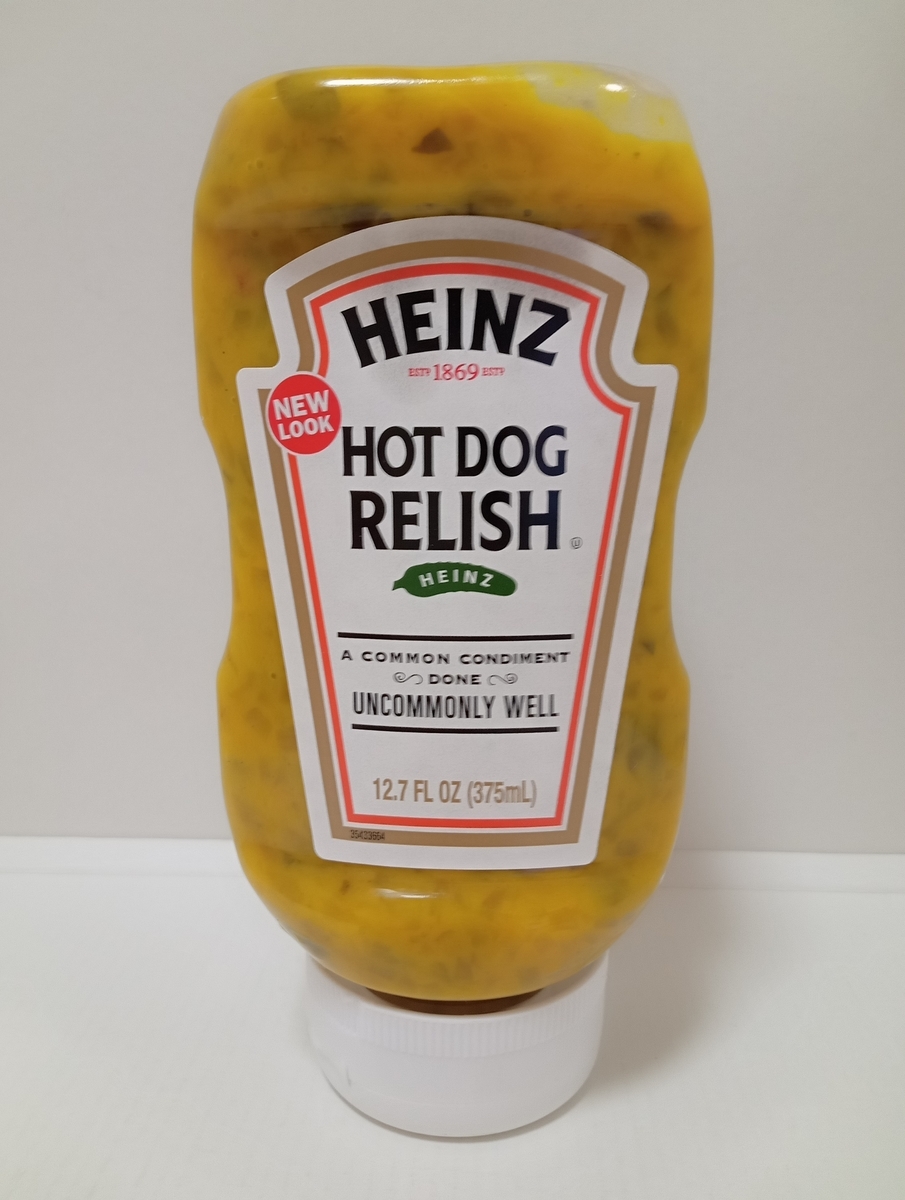 HEINZ
ESTD 1869 ESTD
NEW
LOOK
HOT DOG
RELISH
HEINZ
A COMMON CONDIMENT
DONE
UNCOMMONLY WELL
12.7 FL OZ (375mL)